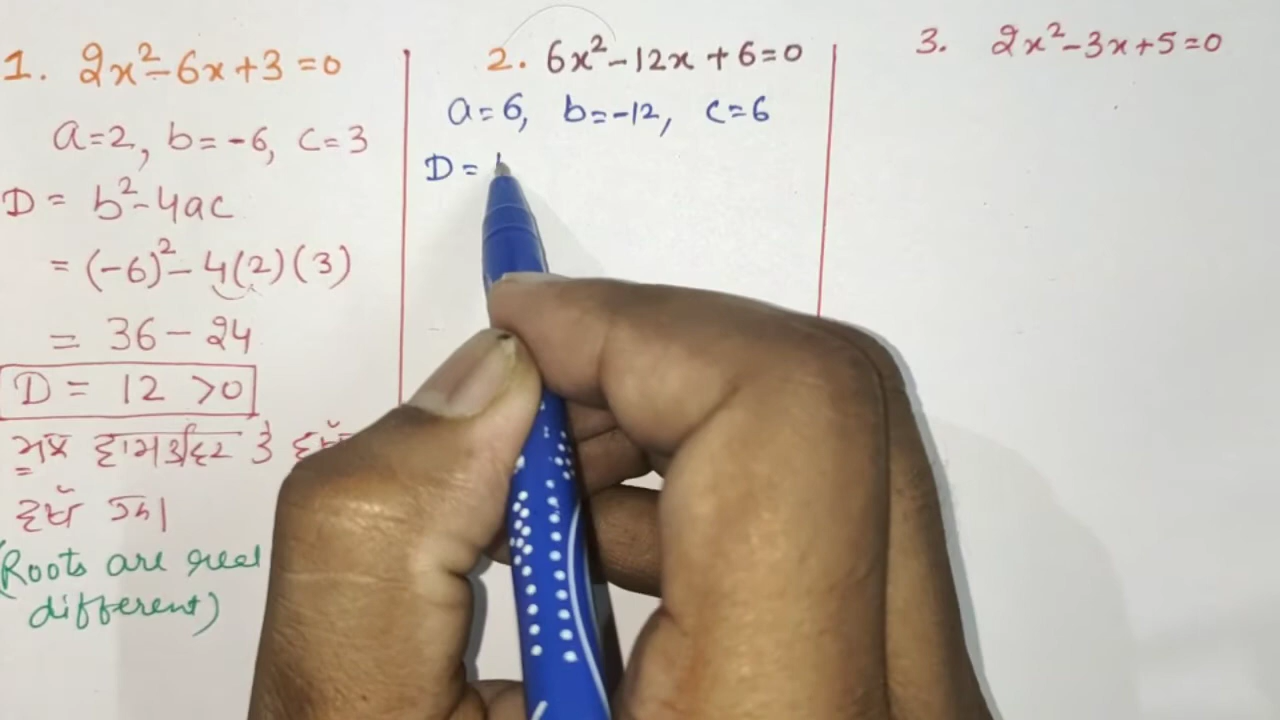 1. 2x²-6x+3=0
a=2, b=-6, c=3
D= b²-4ac
= (-6)²-4(2)(3)
= 36-24
D= 12 >0
ਤੇ
(Roots are real
different)
2. 6x²-12x+6=0
a=6, b=-12, c=6
D=
3. 2x²-3x+5=0